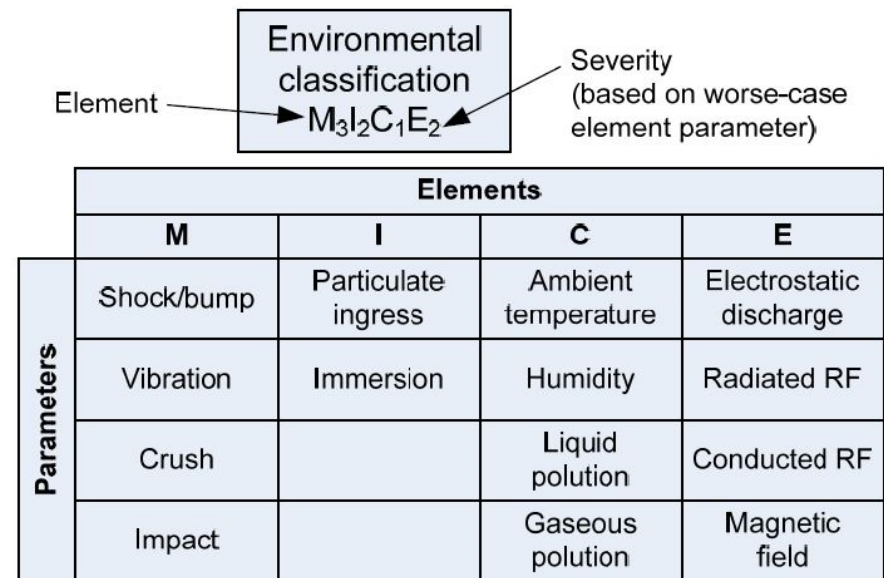 Environmental
classification
M₃I₂C₁E₂
Element
Severity
(based on worse-case
element parameter)
Elements
M I C E
Parameters
Shock/bump
Particulate
ingress
Ambient
temperature
Electrostatic
discharge
Vibration
Immersion
Humidity
Radiated RF
Crush
Liquid
polution
Conducted RF
Impact
Gaseous
polution
Magnetic
field